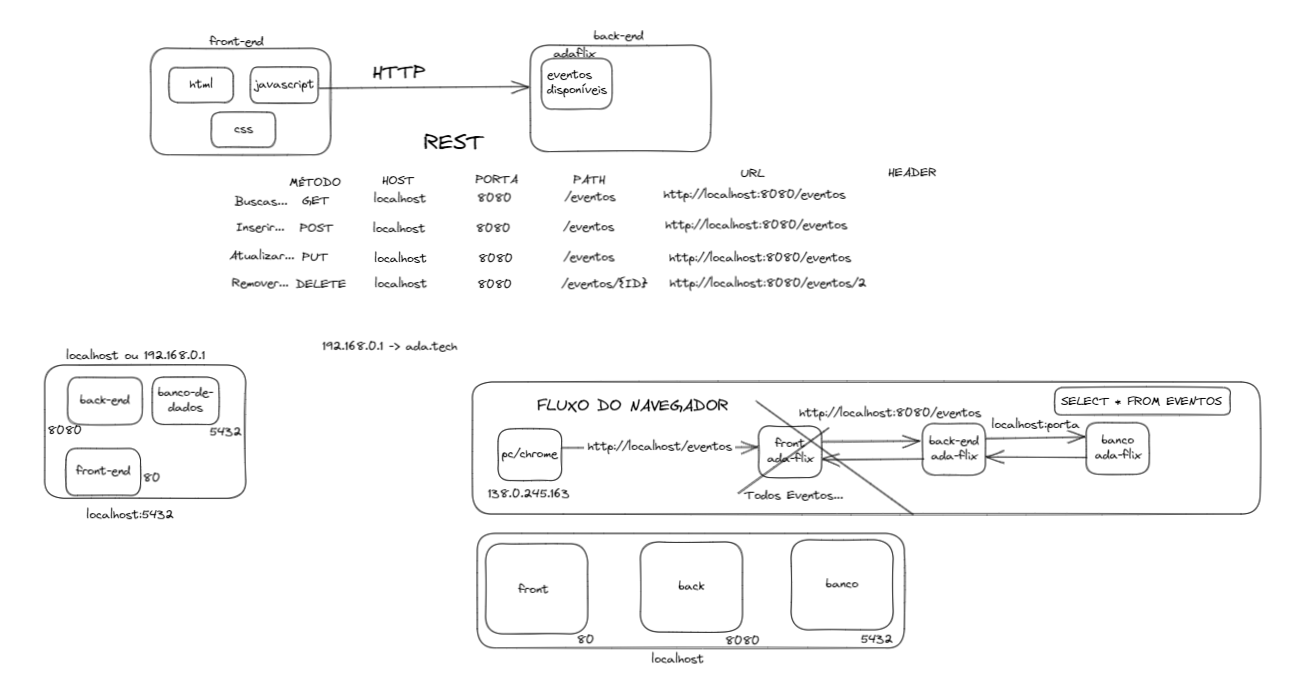 front-end
back-end
adaflix
html
javascript
css
HTTP
eventos
disponíveis
REST
MÉTODO HOST PORTA PATH URL HEADER
Buscas... GET localhost 8080 /eventos http://localhost:8080/eventos
Inserir... POST localhost 8080 /eventos http://localhost:8080/eventos
Atualizar... PUT localhost 8080 /eventos http://localhost:8080/eventos
Remover... DELETE localhost 8080 /eventos/{ID} http://localhost:8080/eventos/2
localhost ou 192.168.0.1
192.168.0.1 -> ada.tech
back-end
banco-de-
dados
8080
5432
front-end
80
localhost:5432
FLUXO DO NAVEGADOR
SELECT * FROM EVENTOS
http://localhost:8080/eventos
localhost:porta
pc/chrome
http://localhost/eventos
front
ada-flix
back-end
ada-flix
banco
ada-flix
138.0.245.163
Todos Eventos...
front
back
banco
80
8080
5432
localhost